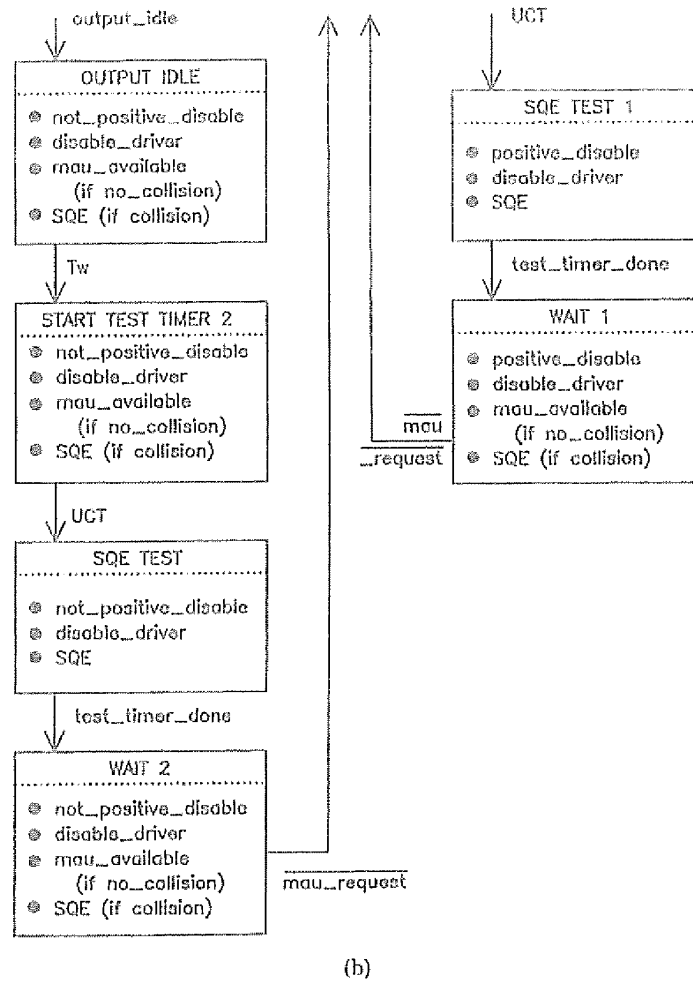 output_idle
OUTPUT IDLE
not_positive_disable
disable_driver
mau_available
(if no_collision)
SQE (if collision)
Tw
START TEST TIMER 2
not_positive_disable
disable_driver
mau_available
(if no_collision)
SQE (if collision)
UCT
SQE TEST
not_positive_disable
disable_driver
SQE
test_timer_done
WAIT 2
not_positive_disable
disable_driver
mau_available
(if no_collision)
SQE (if collision)
mau_request
UCT
SQE TEST 1
positive_disable
disable_driver
SQE
test_timer_done
WAIT 1
positive_disable
disable_driver
mau_available
(if no_collision)
SQE (if collision)
mau
_request
(b)